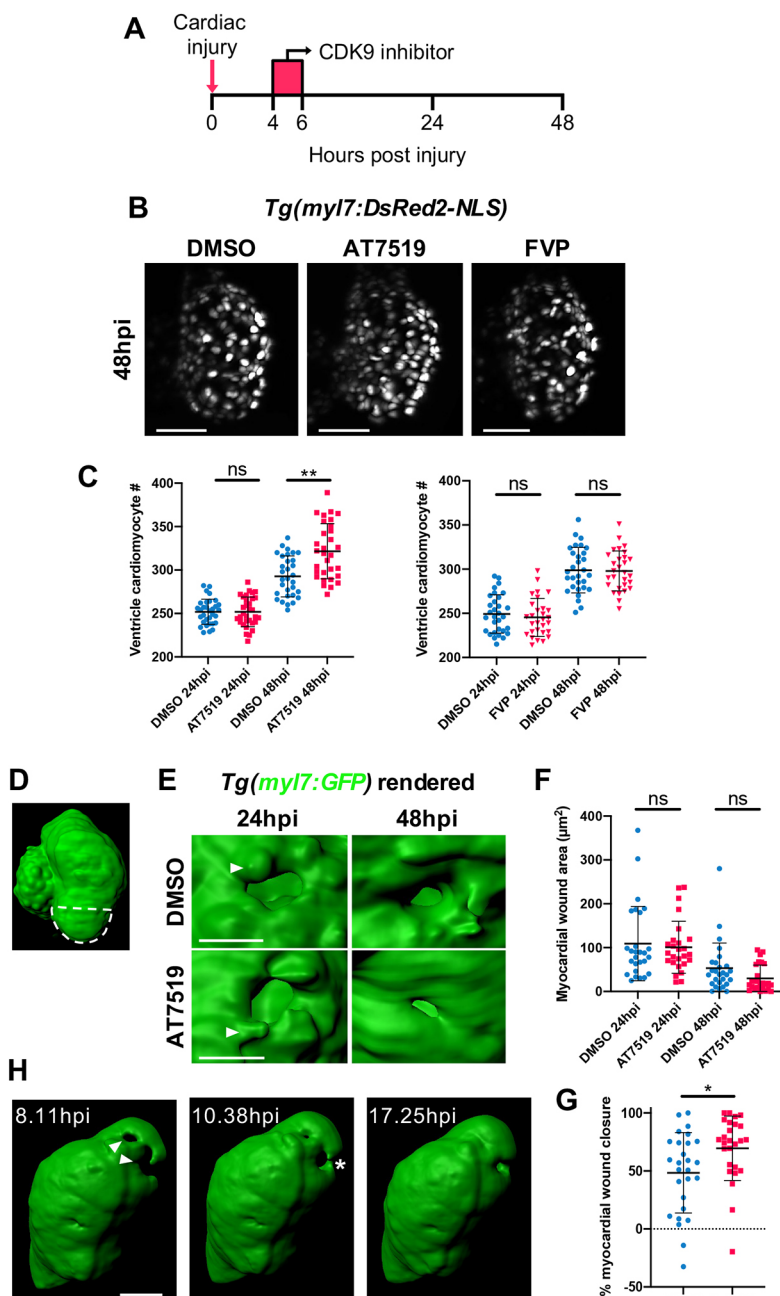 A
Cardiac
injury
CDK9 inhibitor
0
4
6
24
48
Hours post injury
B
Tg(myl7:DsRed2-NLS)
DMSO
AT7519
FVP
48hpi
C
Ventricle cardiomyocyte #
400
350
300
250
200
ns
**
DMSO 24hpi
AT7519 24hpi
DMSO 48hpi
AT7519 48hpi
Ventricle cardiomyocyte #
400
350
300
250
200
ns
ns
DMSO 24hpi
FVP 24hpi
DMSO 48hpi
FVP 48hpi
D
E
Tg(myl7:GFP) rendered
24hpi
48hpi
DMSO
AT7519
F
Myocardial wound area (µm²)
400
300
200
100
0
ns
ns
DMSO 24hpi
AT7519 24hpi
DMSO 48hpi
AT7519 48hpi
H
8.11hpi
10.38hpi
*
17.25hpi
G
% myocardial wound closure
100
50
0
-50
*